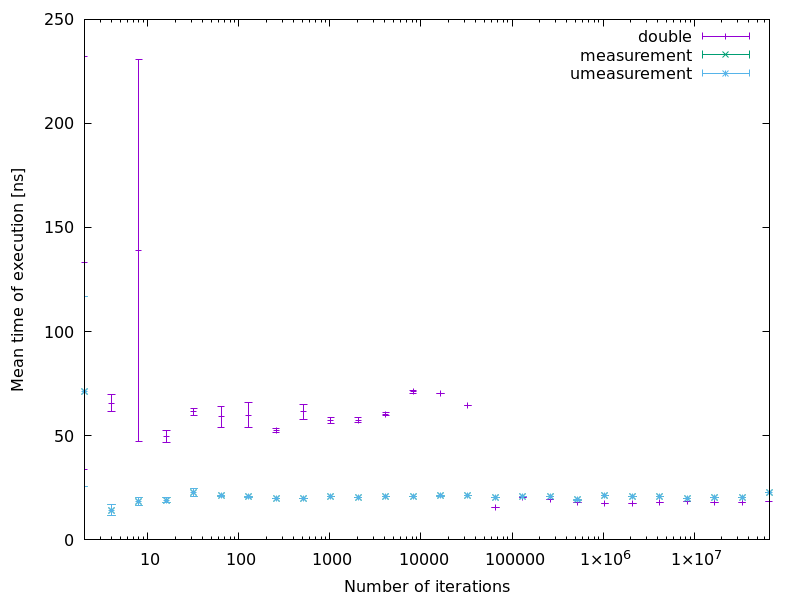 250
200
150
100
50
0
Mean time of execution [ns]
double
measurement
umeasurement
10 100 1000 10000 100000 1×10⁶ 1×10⁷
Number of iterations